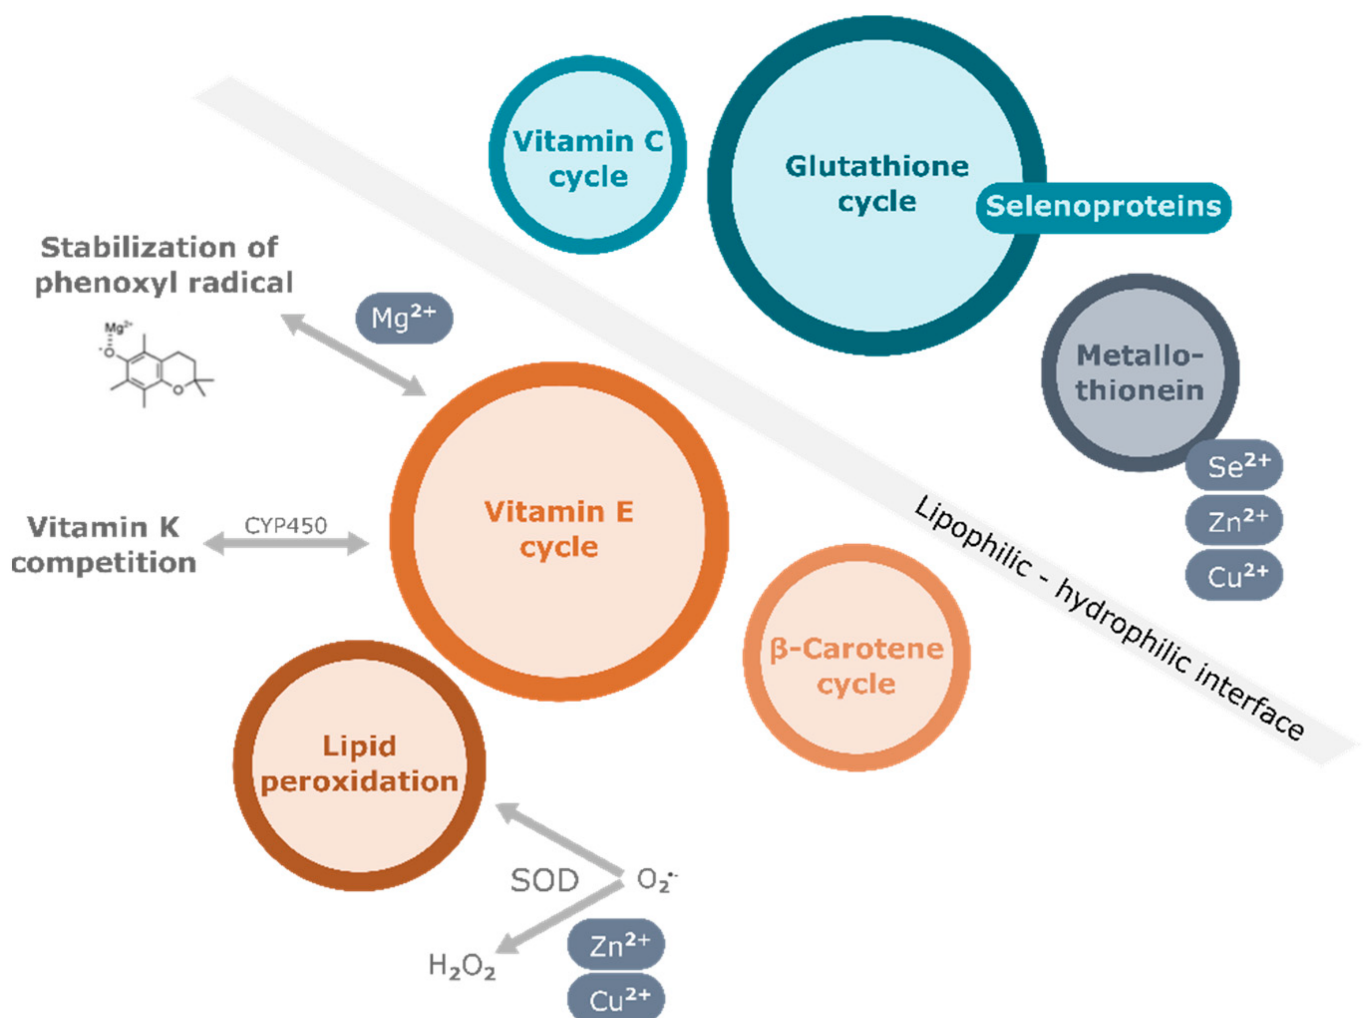 Vitamin C
cycle
Glutathione
cycle
Selenoproteins
Stabilization of
phenoxyl radical
Mg²⁺
Mg²⁺
O
O
Metallo-
thionein
Se²⁺
Zn²⁺
Cu²⁺
Vitamin E
cycle
Vitamin K
competition
CYP450
Lipophilic - hydrophilic interface
β-Carotene
cycle
Lipid
peroxidation
SOD
O₂•-
H₂O₂
Zn²⁺
Cu²⁺